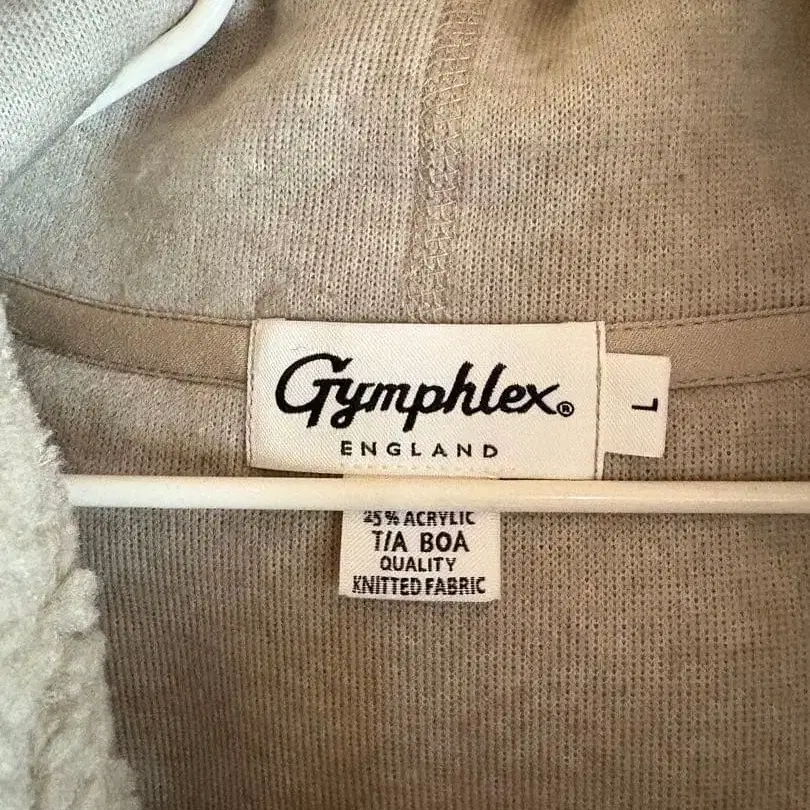 Gymphlex®
ENGLAND
L
25% ACRYLIC
T/A BOA
QUALITY
KNITTED FABRIC